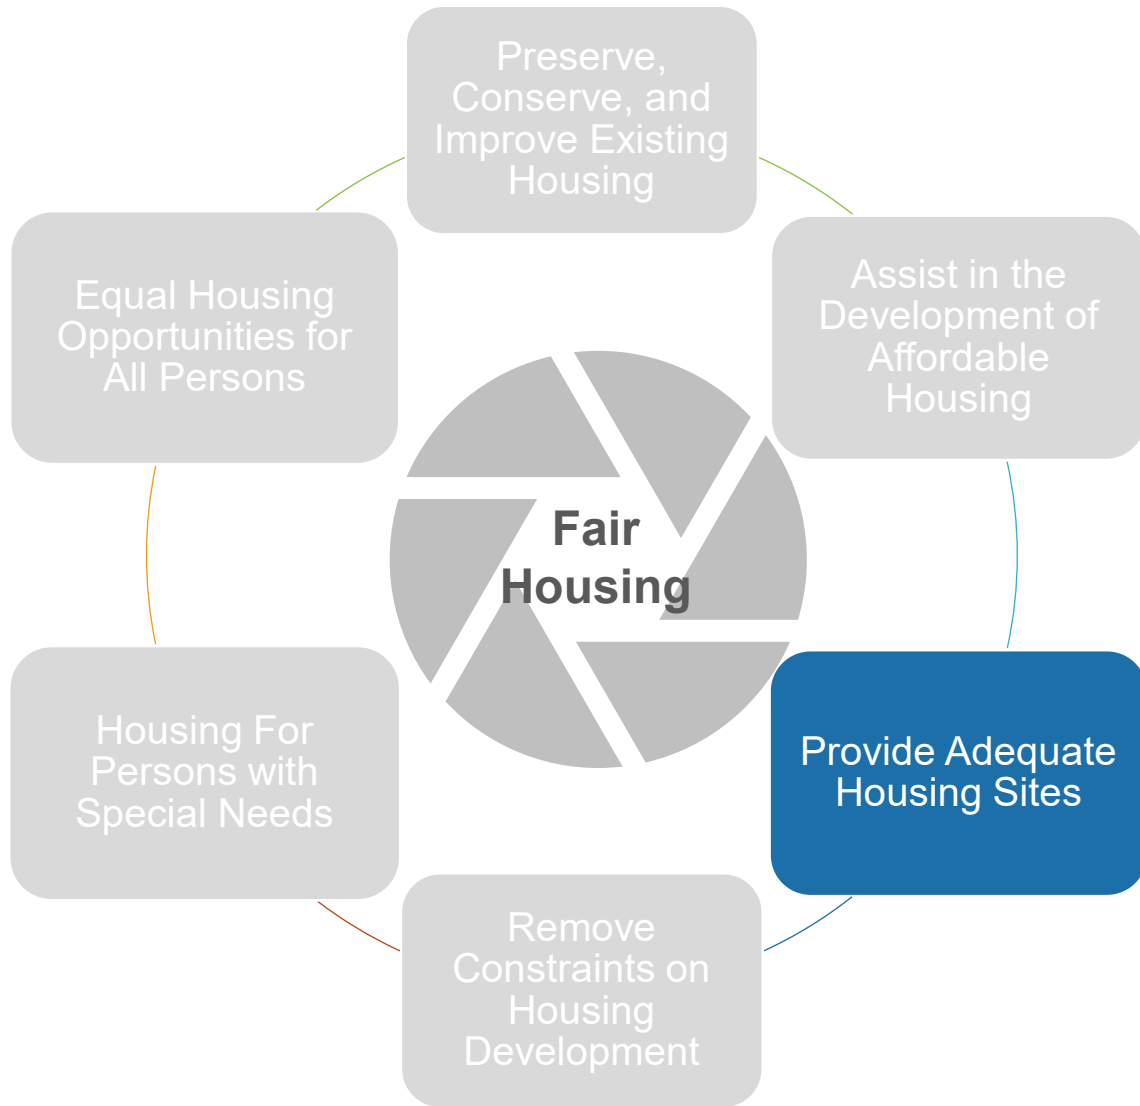 Preserve,
Conserve, and
Improve Existing
Housing
Assist in the
Development of
Affordable
Housing
Provide Adequate
Housing Sites
Remove
Constraints on
Housing
Development
Housing For
Persons with
Special Needs
Equal Housing
Opportunities for
All Persons
Fair
Housing